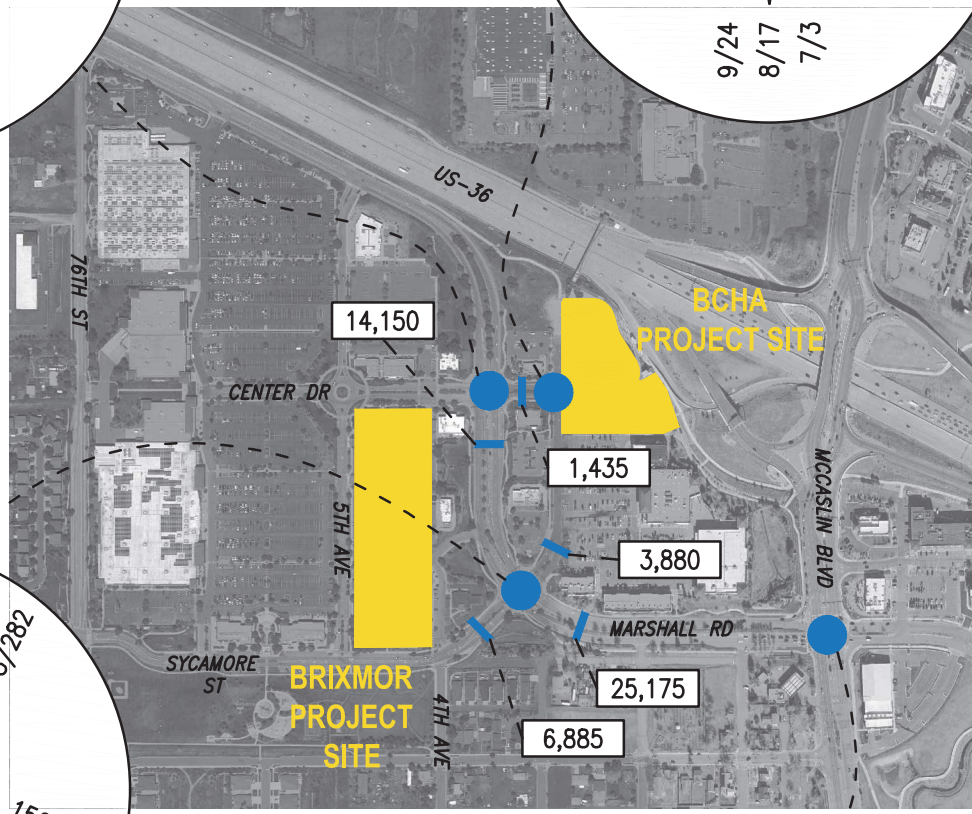 9/24
8/17
7/3
US-36
76TH ST
BCHA
PROJECT SITE
14,150
CENTER DR
1,435
MCCASLIN BLVD
5TH AVE
3,880
MARSHALL RD
SYCAMORE
ST
25,175
BRIXMOR
PROJECT
SITE
4TH AVE
6,885